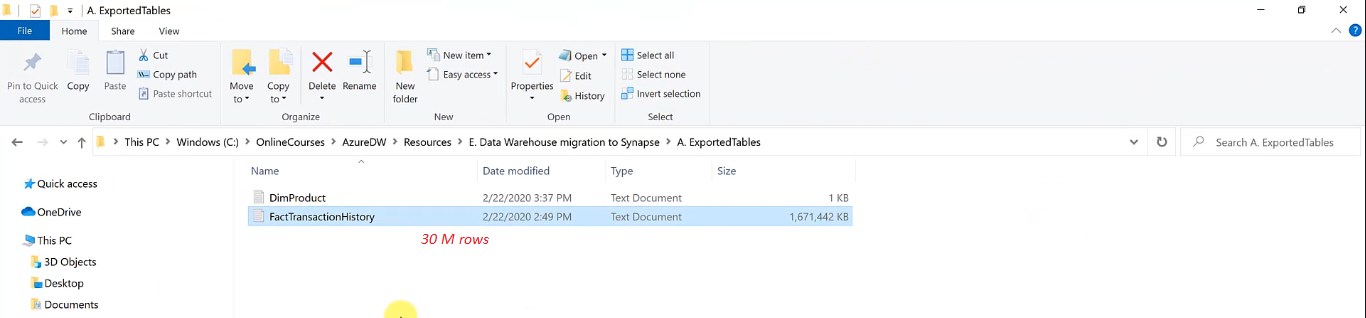 A. ExportedTables
File Home Share View
Pin to Quick access
Copy
Paste
Cut
Copy path
Paste shortcut
Move to
Copy to
Delete
Rename
New folder
New item
Easy access
Properties
Open
Edit
History
Select all
Select none
Invert selection
Clipboard Organize New Open Select
This PC Windows (C:) OnlineCourses AzureDW Resources E. Data Warehouse migration to Synapse A. ExportedTables
Search A. ExportedTables
Name Date modified Type Size
Quick access
DimProduct 2/22/2020 3:37 PM Text Document 1 KB
OneDrive
FactTransactionHistory 2/22/2020 2:49 PM Text Document 1,671,442 KB
This PC
30 M rows
3D Objects
Desktop
Documents